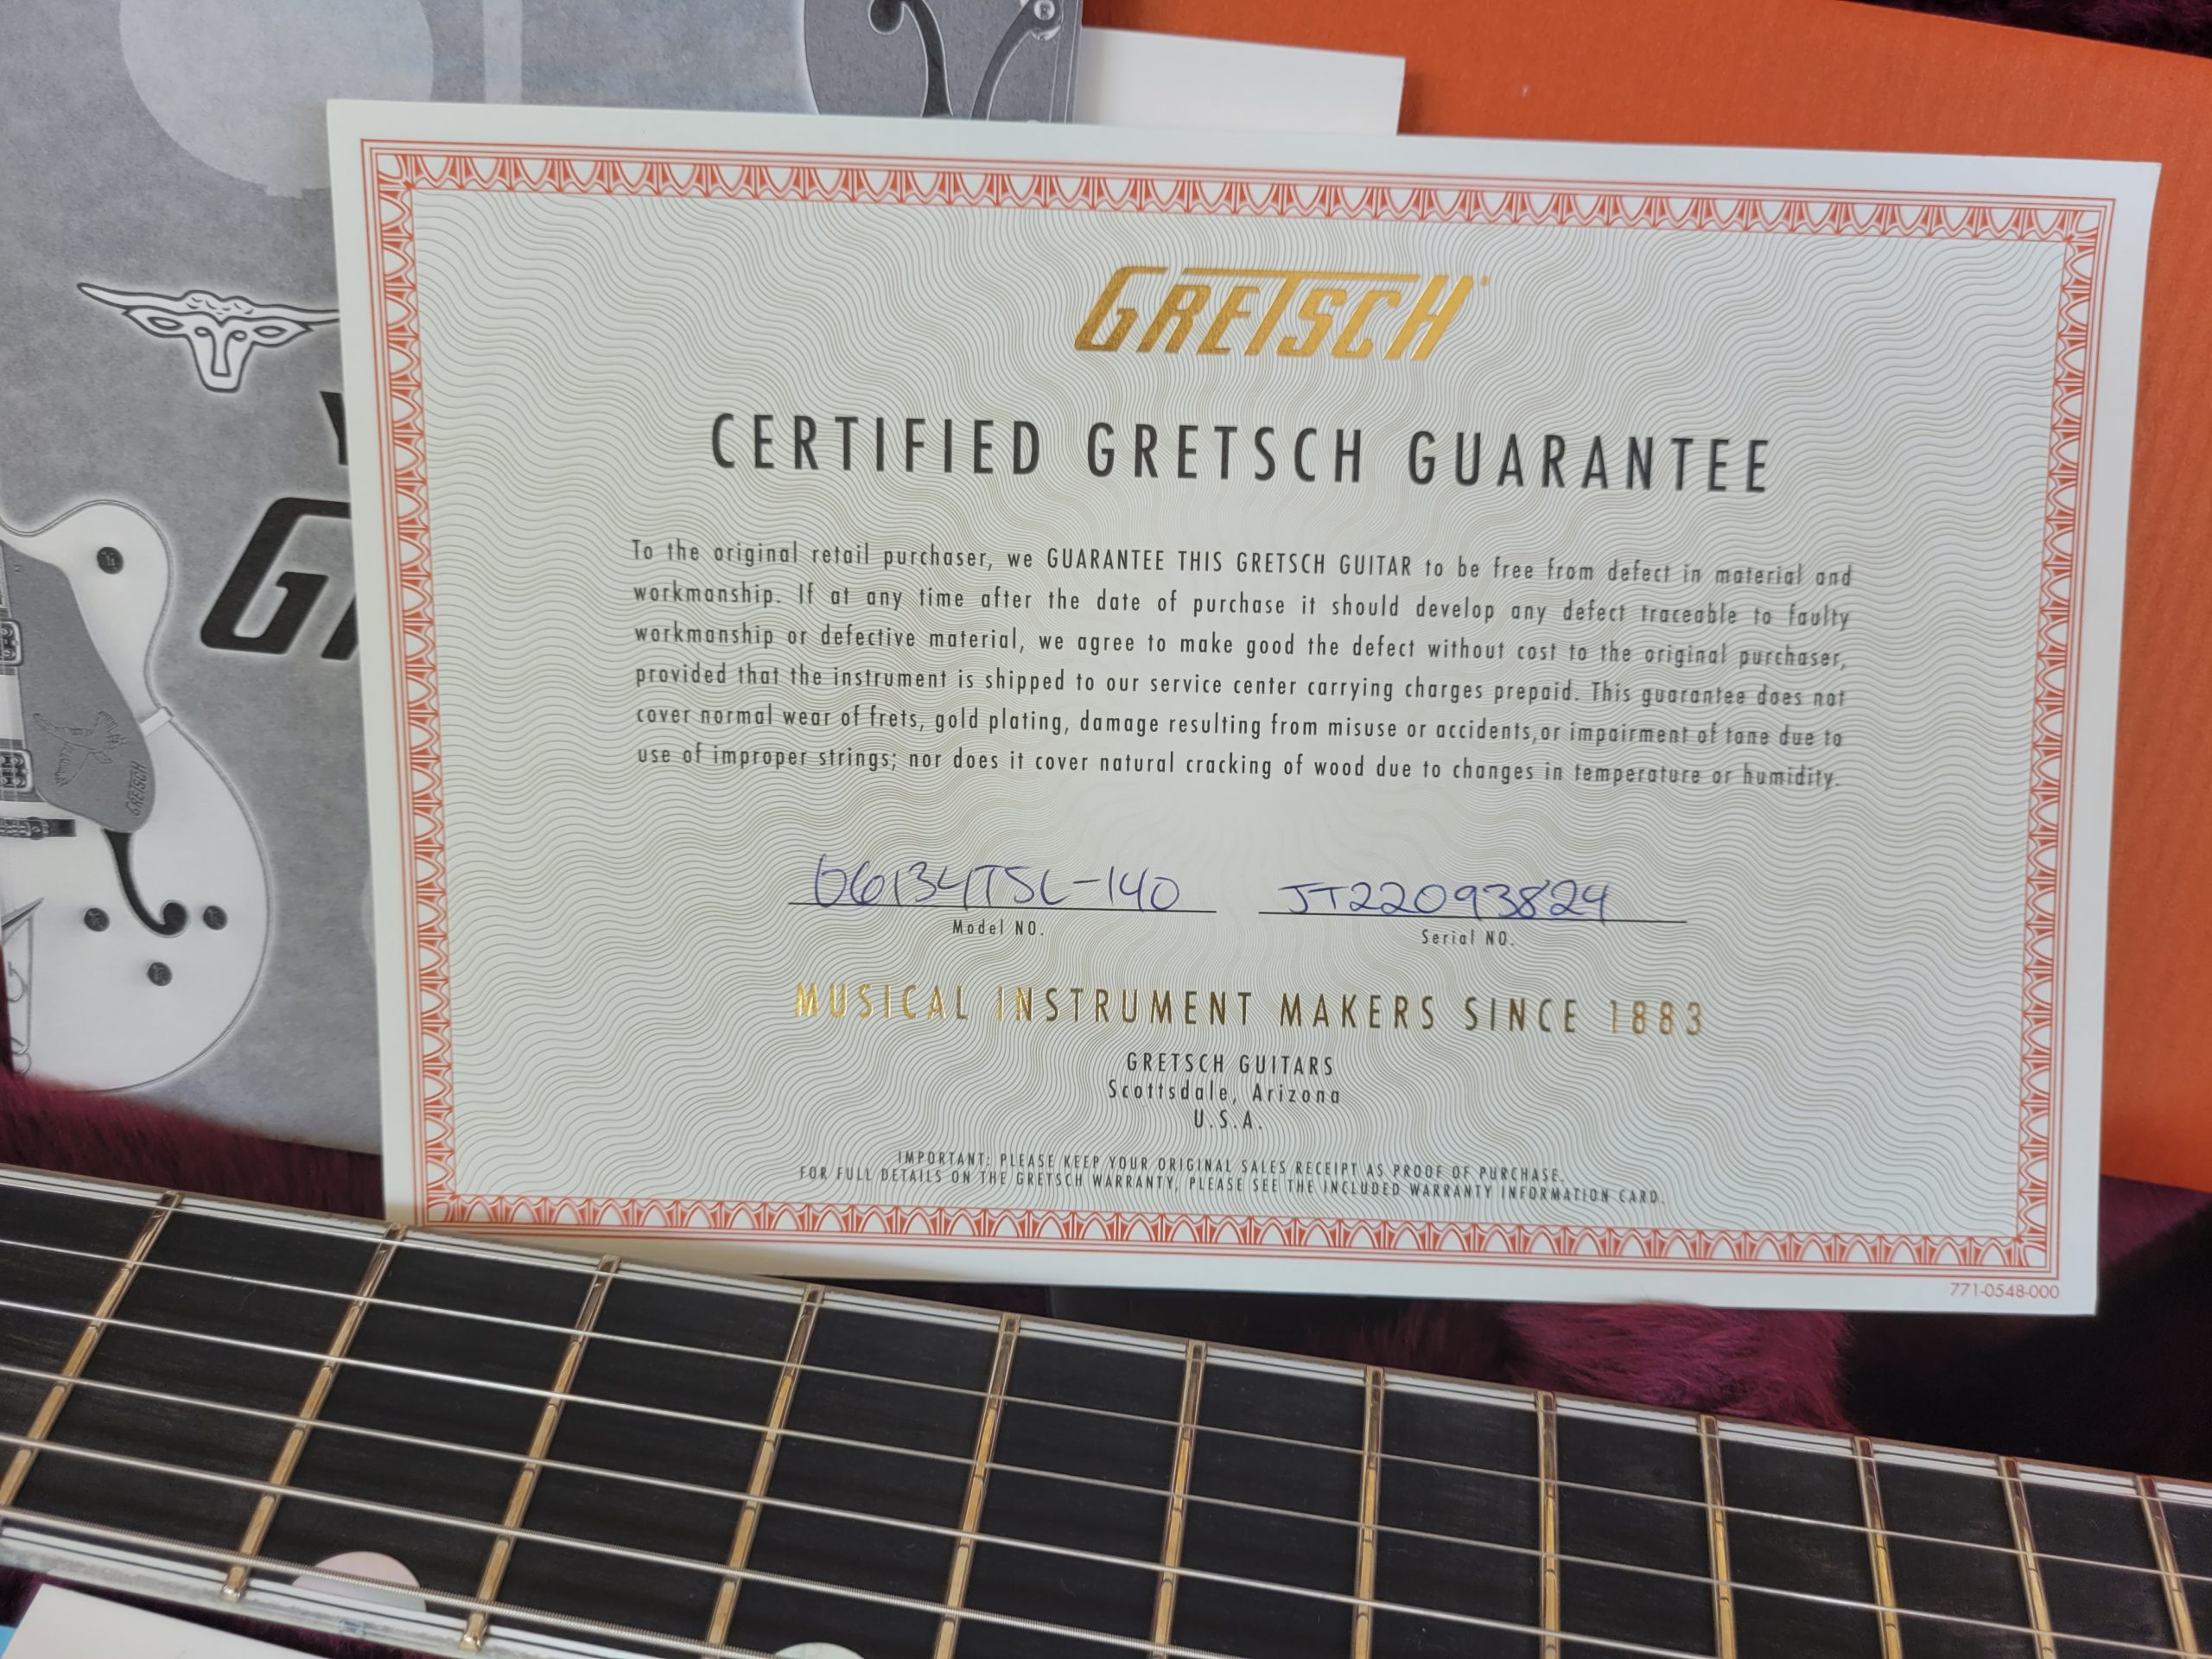 GRETSCH
CERTIFIED GRETSCH GUARANTEE
To the original retail purchaser, we GUARANTEE THIS GRETSCH GUITAR to be free from defect in material and
workmanship. If at any time after the date of purchase it should develop any defect traceable to faulty
workmanship or defective material, we agree to make good the defect without cost to the original purchaser,
provided that the instrument is shipped to our service center carrying charges prepaid. This guarantee does not
cover normal wear of frets, gold plating, damage resulting from misuse or accidents,or impairment of tone due to
use of improper strings; nor does it cover natural cracking of wood due to changes in temperature or humidity.
G6134TSL-140 JT22093824
Model NO. Serial NO.
MUSICAL INSTRUMENT MAKERS SINCE 1883
GRETSCH GUITARS
Scottsdale, Arizona
U.S.A.
IMPORTANT: PLEASE KEEP YOUR ORIGINAL SALES RECEIPT AS PROOF OF PURCHASE.
FOR FULL DETAILS ON THE GRETSCH WARRANTY, PLEASE SEE THE INCLUDED WARRANTY INFORMATION CARD.
771-0548-000
GRETSCH